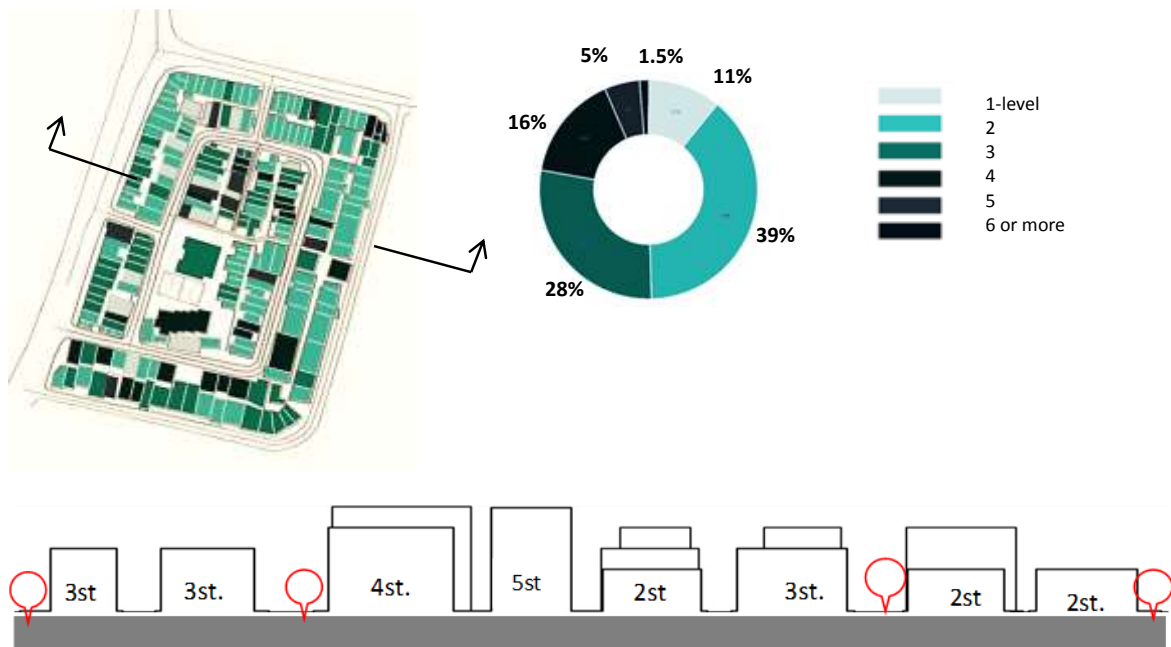 5%
1.5%
11%
16%
39%
28%
1-level
2
3
4
5
6 or more
3st
3st.
4st.
5st
2st
3st.
2st
2st.